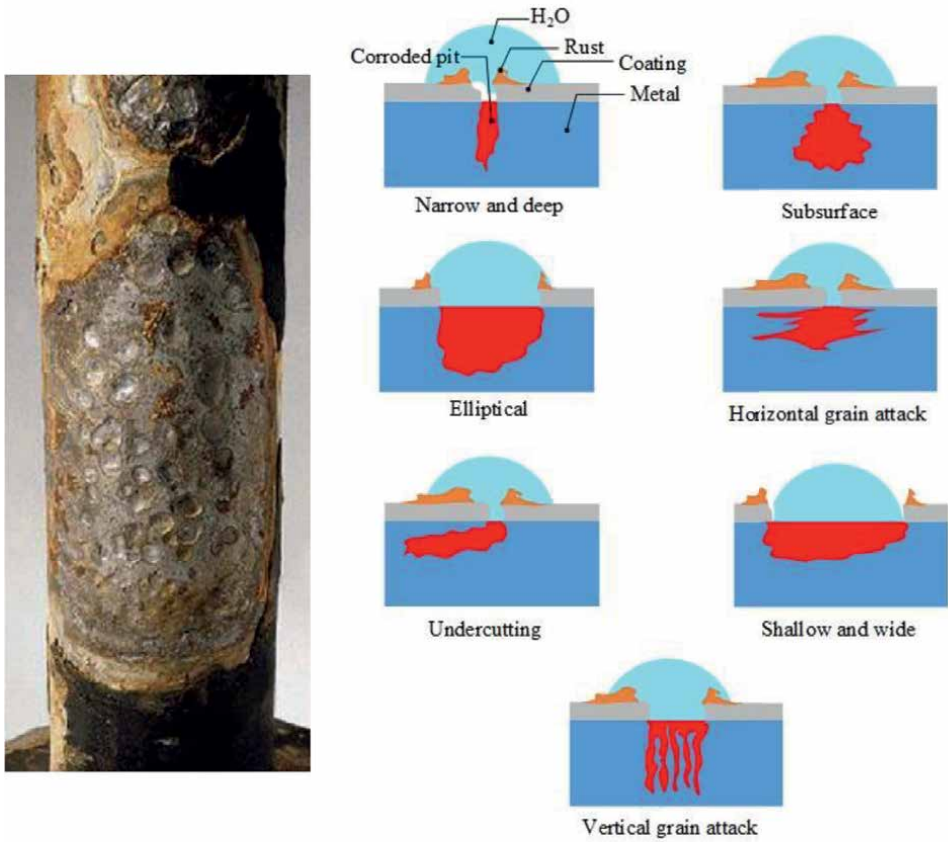 H₂O
Corroded pit
Rust
Coating
Metal
Narrow and deep
Subsurface
Elliptical
Horizontal grain attack
Undercutting
Shallow and wide
Vertical grain attack